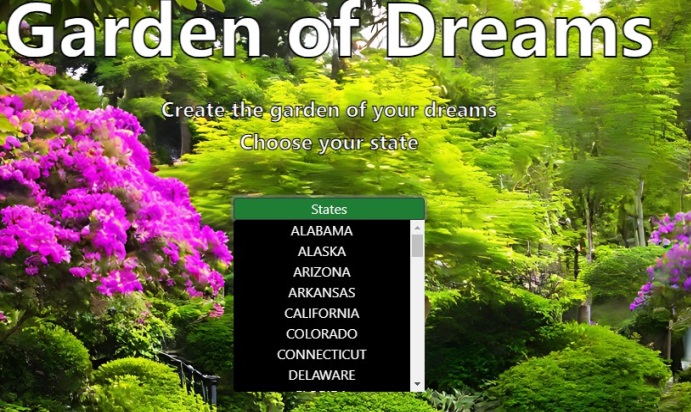 Garden of Dreams
Create the garden of your dreams
Choose your state
States
ALABAMA
ALASKA
ARIZONA
ARKANSAS
CALIFORNIA
COLORADO
CONNECTICUT
DELAWARE